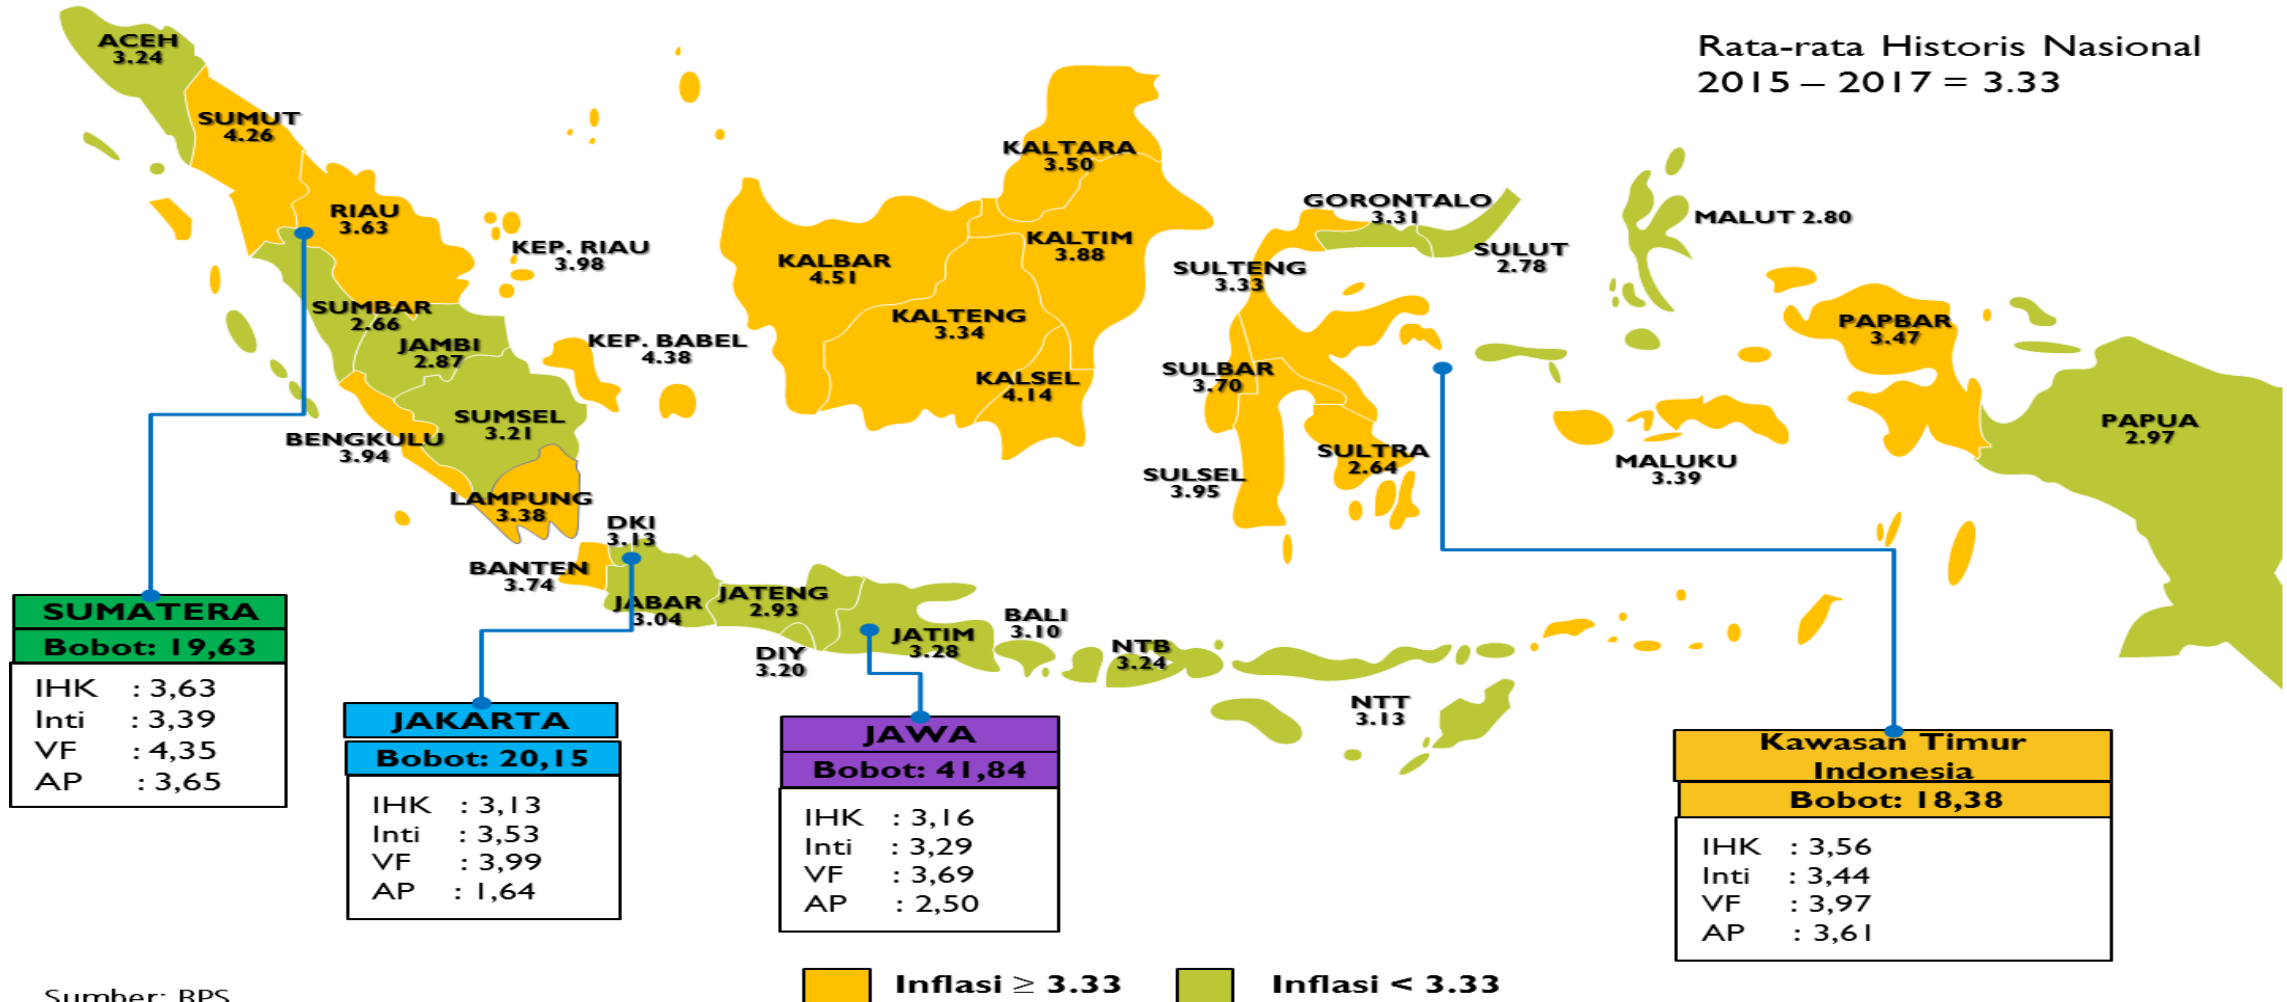 Rata-rata Historis Nasional
2015 – 2017 = 3.33
ACEH
3.24
SUMUT
4.26
RIAU
3.63
KEP. RIAU
3.98
SUMBAR
2.66
JAMBI
2.87
KEP. BABEL
4.38
SUMSEL
3.21
BENGKULU
3.94
LAMPUNG
3.38
KALTARA
3.50
KALTIM
3.88
KALBAR
4.51
KALTENG
3.34
KALSEL
4.14
GORONTALO
3.31
SULUT
2.78
SULTENG
3.33
SULBAR
3.70
SULSEL
3.95
SULTRA
2.64
MALUT 2.80
MALUKU
3.39
PAPBAR
3.47
PAPUA
2.97
DKI
3.13
BANTEN
3.74
JABAR
3.04
JATENG
2.93
DIY
3.20
JATIM
3.28
BALI
3.10
NTB
3.24
NTT
3.13
SUMATERA
Bobot: 19,63
IHK : 3,63
Inti : 3,39
VF : 4,35
AP : 3,65
JAKARTA
Bobot: 20,15
IHK : 3,13
Inti : 3,53
VF : 3,99
AP : 1,64
JAWA
Bobot: 41,84
IHK : 3,16
Inti : 3,29
VF : 3,69
AP : 2,50
Kawasan Timur
Indonesia
Bobot: 18,38
IHK : 3,56
Inti : 3,44
VF : 3,97
AP : 3,61
Inflasi ≥ 3.33
Inflasi < 3.33
Sumber: BPS